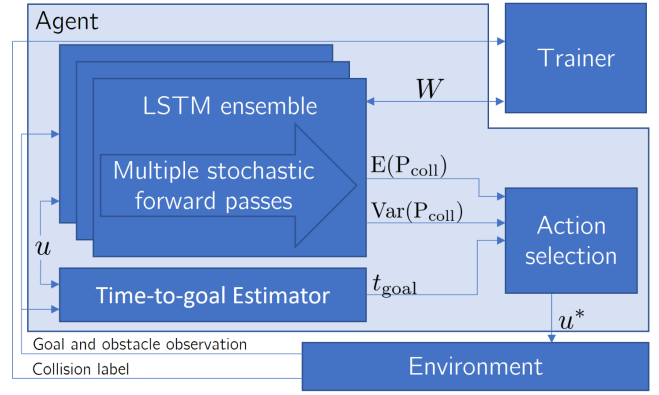 Agent
Trainer
LSTM ensemble
W
Multiple stochastic
forward passes
E(P_coll)
Var(P_coll)
Action
selection
u
Time-to-goal Estimator
t_goal
u*
Goal and obstacle observation
Environment
Collision label